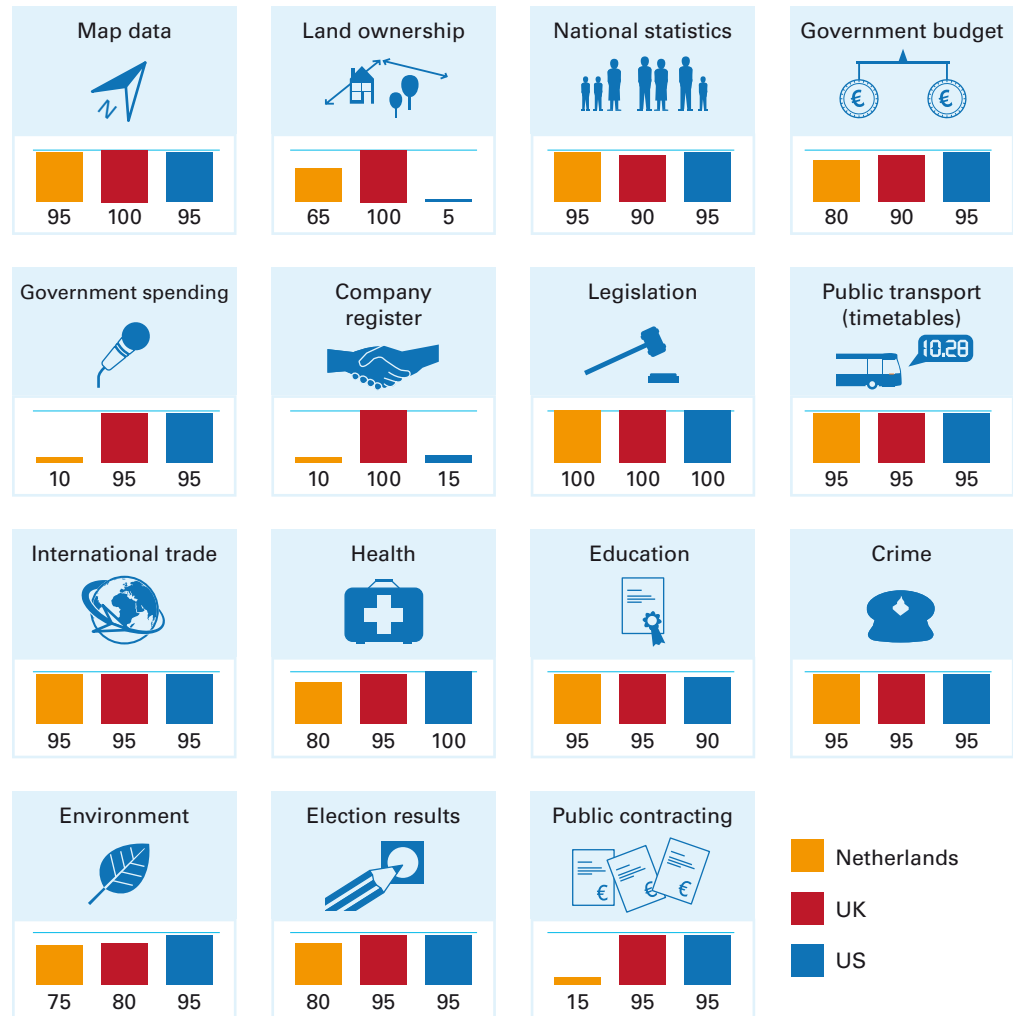 Map data
95 100 95
Land ownership
65 100 5
National statistics
95 90 95
Government budget
€ €
80 90 95
Government spending
10 95 95
Company
register
10 100 15
Legislation
100 100 100
Public transport
(timetables)
10.28
95 95 95
International trade
95 95 95
Health
80 95 100
Education
95 95 90
Crime
95 95 95
Environment
75 80 95
Election results
80 95 95
Public contracting
€ € €
15 95 95
Netherlands
UK
US